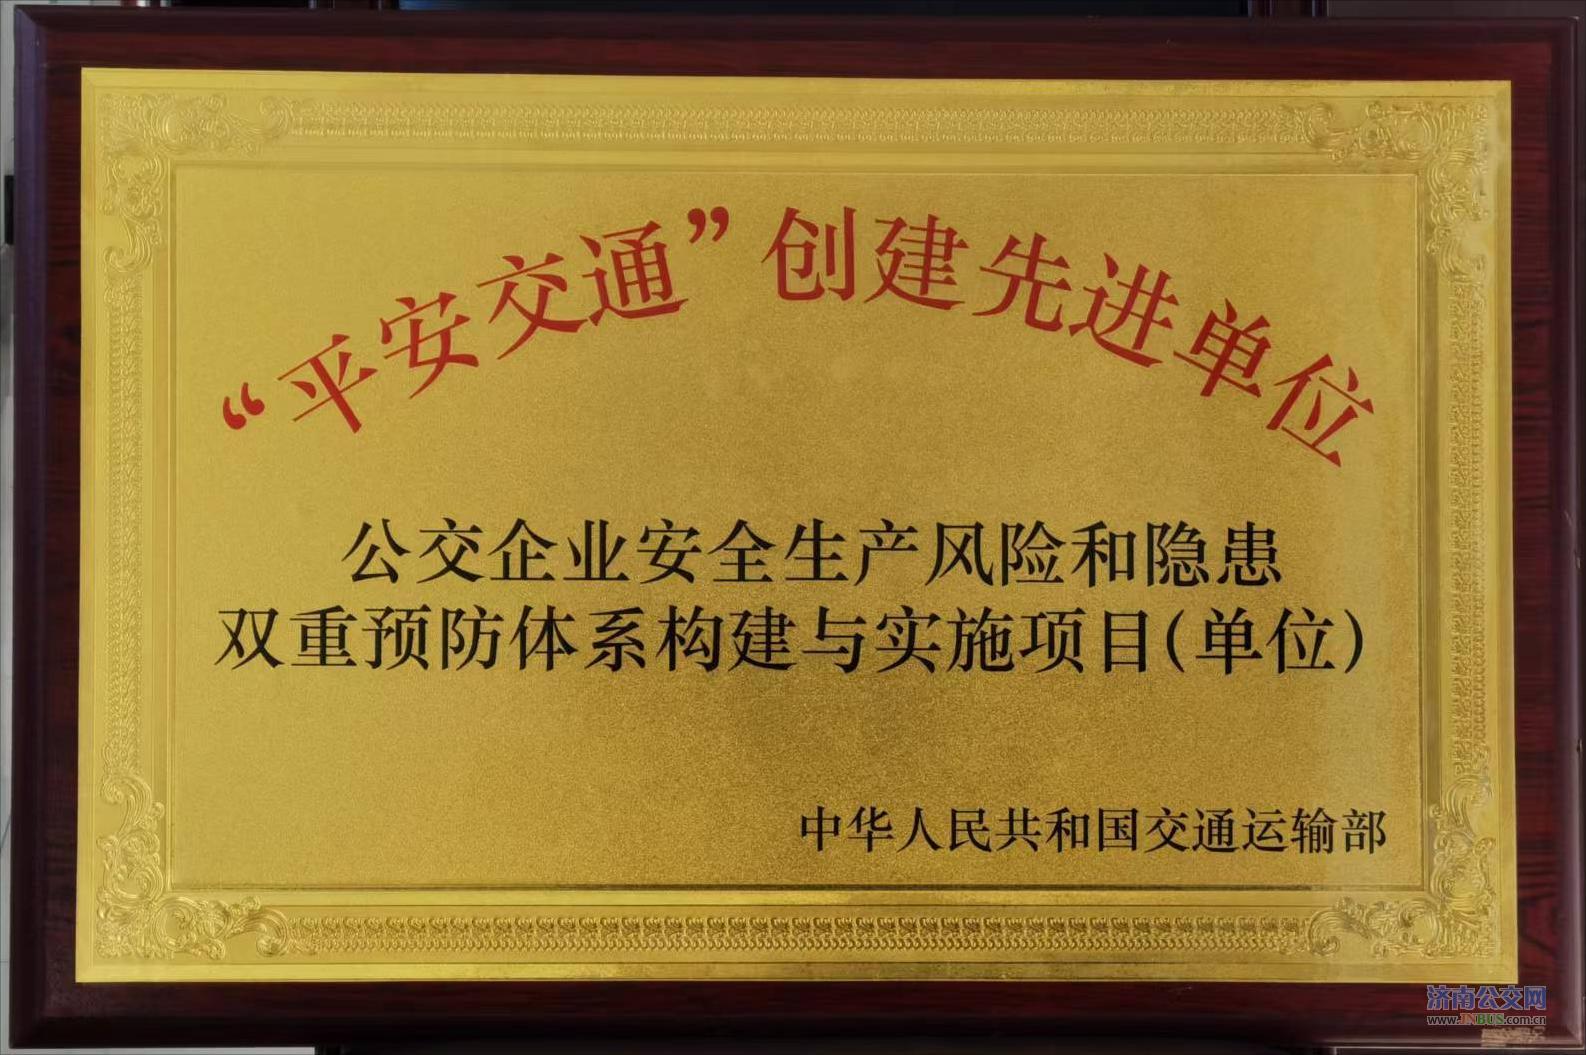 “平安交通”创建先进单位
公交企业安全生产风险和隐患
双重预防体系构建与实施项目(单位)
中华人民共和国交通运输部
济南公交网
www.JNBUS.com.cn